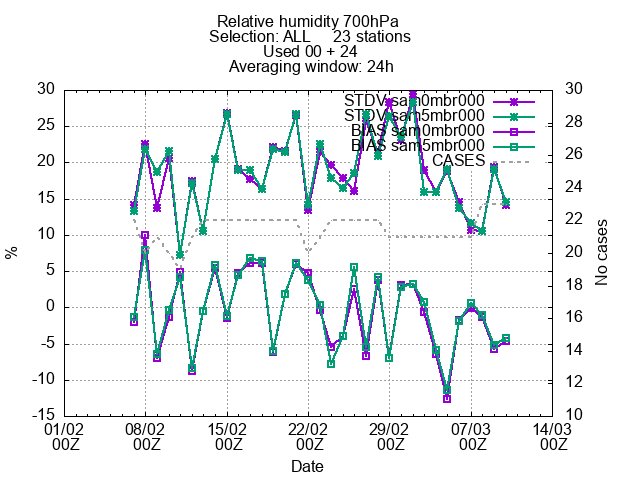 Relative humidity 700hPa
Selection: ALL 23 stations
Used 00 + 24
Averaging window: 24h
STDV sam0mbr000
STDV sam5mbr000
BIAS sam0mbr000
BIAS sam5mbr000
CASES
30
25
20
15
10
5
0
-5
-10
-15
%
30
28
26
24
22
20
18
16
14
12
10
No cases
01/02 08/02 15/02 22/02 29/02 07/03 14/03
00Z 00Z 00Z 00Z 00Z 00Z 00Z
Date